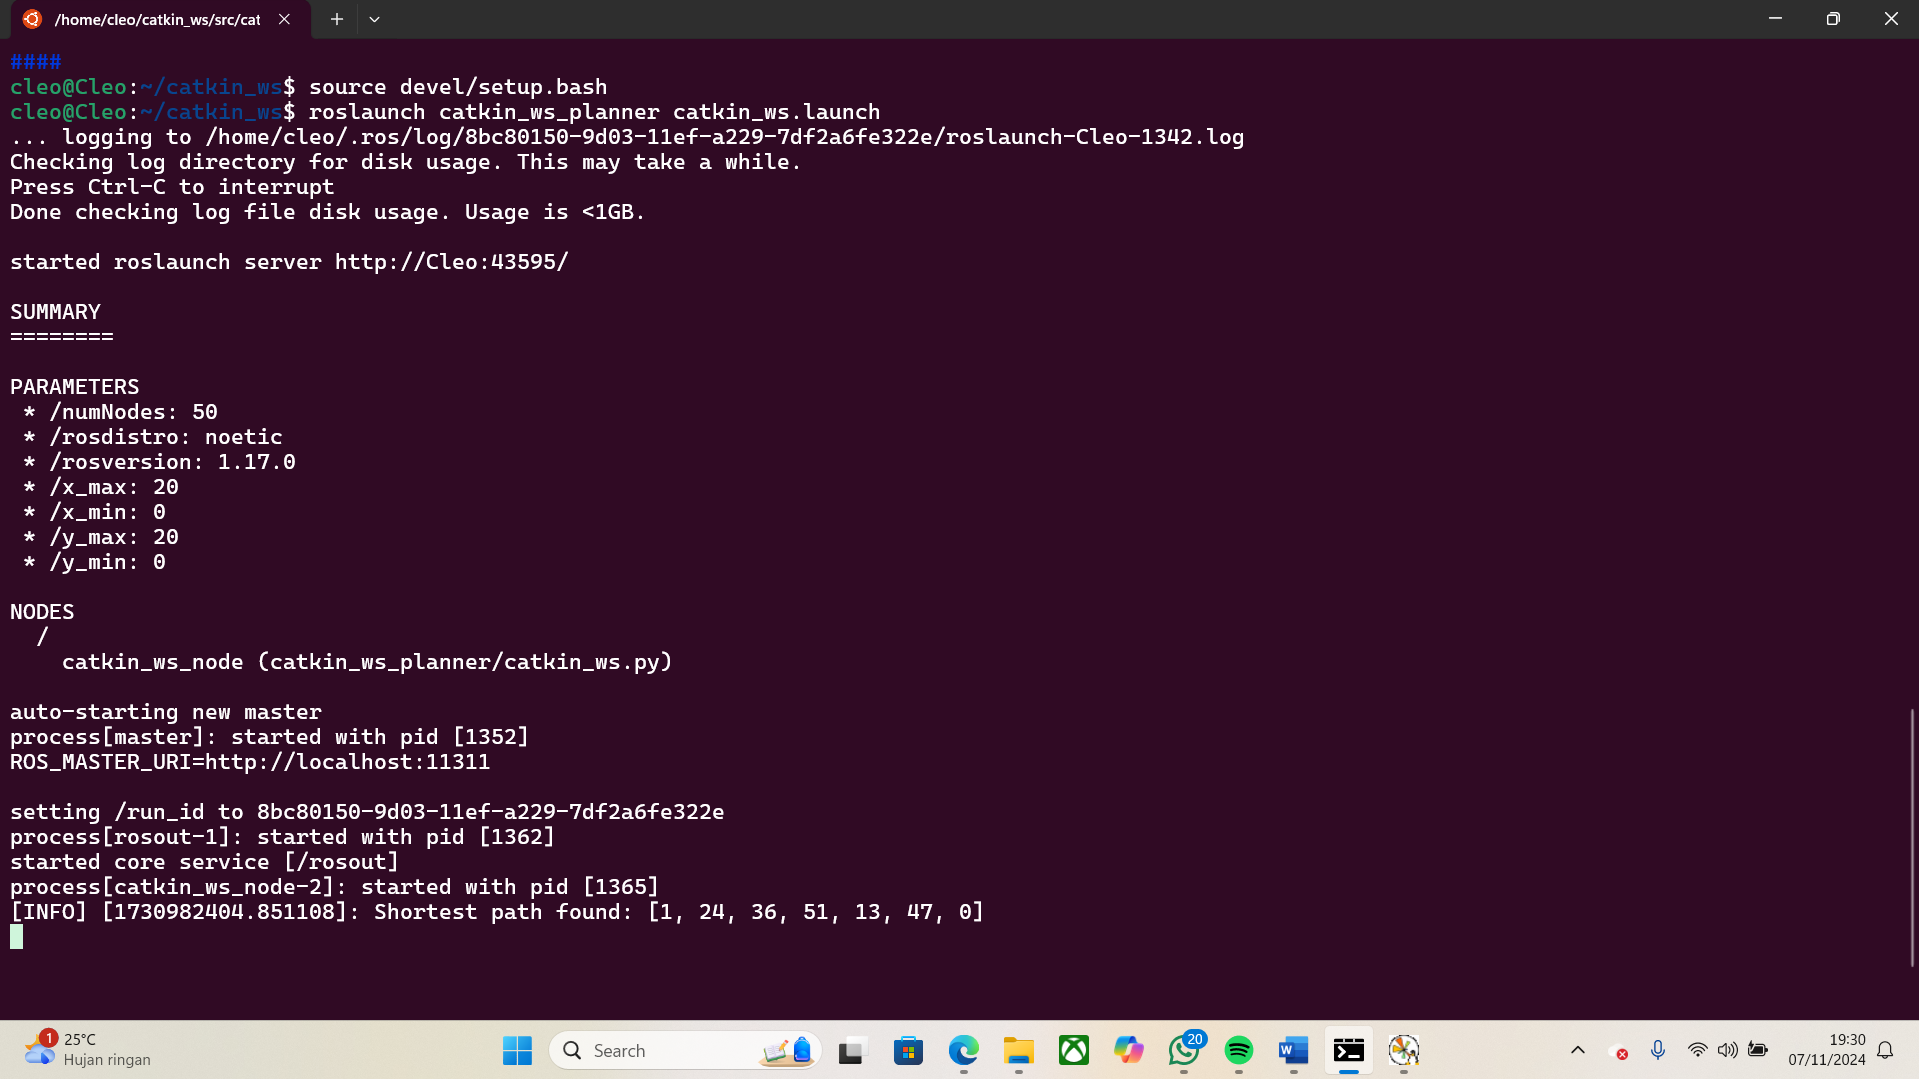 /home/cleo/catkin_ws/src/cat
####
cleo@Cleo:~/catkin_ws$ source devel/setup.bash
cleo@Cleo:~/catkin_ws$ roslaunch catkin_ws_planner catkin_ws.launch
... logging to /home/cleo/.ros/log/8bc80150-9d03-11ef-a229-7df2a6fe322e/roslaunch-Cleo-1342.log
Checking log directory for disk usage. This may take a while.
Press Ctrl-C to interrupt
Done checking log file disk usage. Usage is <1GB.
started roslaunch server http://Cleo:43595/
SUMMARY
========
PARAMETERS
* /numNodes: 50
* /rosdistro: noetic
* /rosversion: 1.17.0
* /x_max: 20
* /x_min: 0
* /y_max: 20
* /y_min: 0
NODES
/
catkin_ws_node (catkin_ws_planner/catkin_ws.py)
auto-starting new master
process[master]: started with pid [1352]
ROS_MASTER_URI=http://localhost:11311
setting /run_id to 8bc80150-9d03-11ef-a229-7df2a6fe322e
process[rosout-1]: started with pid [1362]
started core service [/rosout]
process[catkin_ws_node-2]: started with pid [1365]
[INFO] [1730982404.851108]: Shortest path found: [1, 24, 36, 51, 13, 47, 0]
1
25°C
Hujan ringan
Search
20
W
19:30
07/11/2024